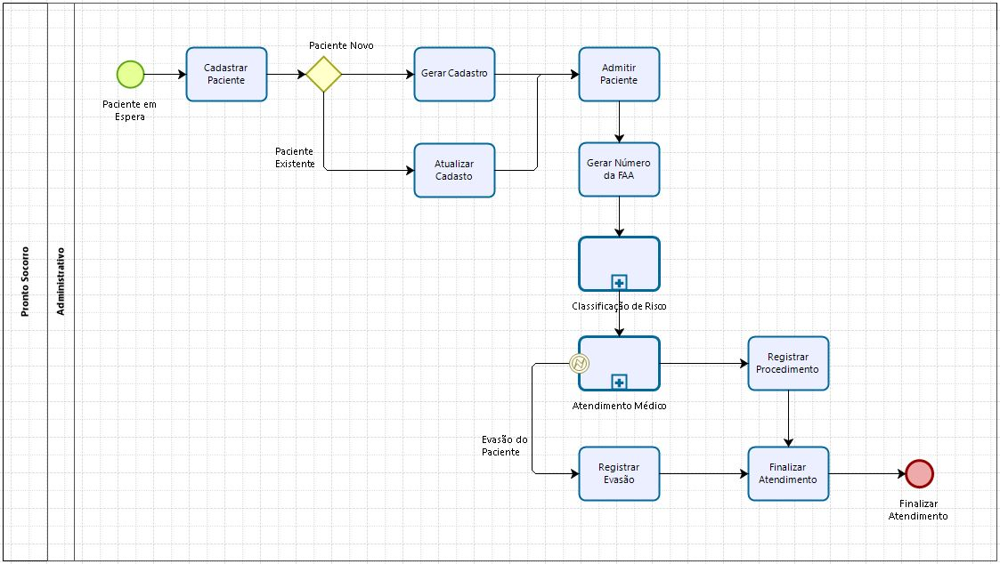 Pronto Socorro
Administrativo
Paciente em
Espera
Cadastrar
Paciente
Paciente Novo
Paciente
Existente
Gerar Cadastro
Atualizar
Cadasto
Admitir
Paciente
Gerar Número
da FAA
Classificação de Risco
Atendimento Médico
Evasão do
Paciente
Registrar
Procedimento
Registrar
Evasão
Finalizar
Atendimento
Finalizar
Atendimento